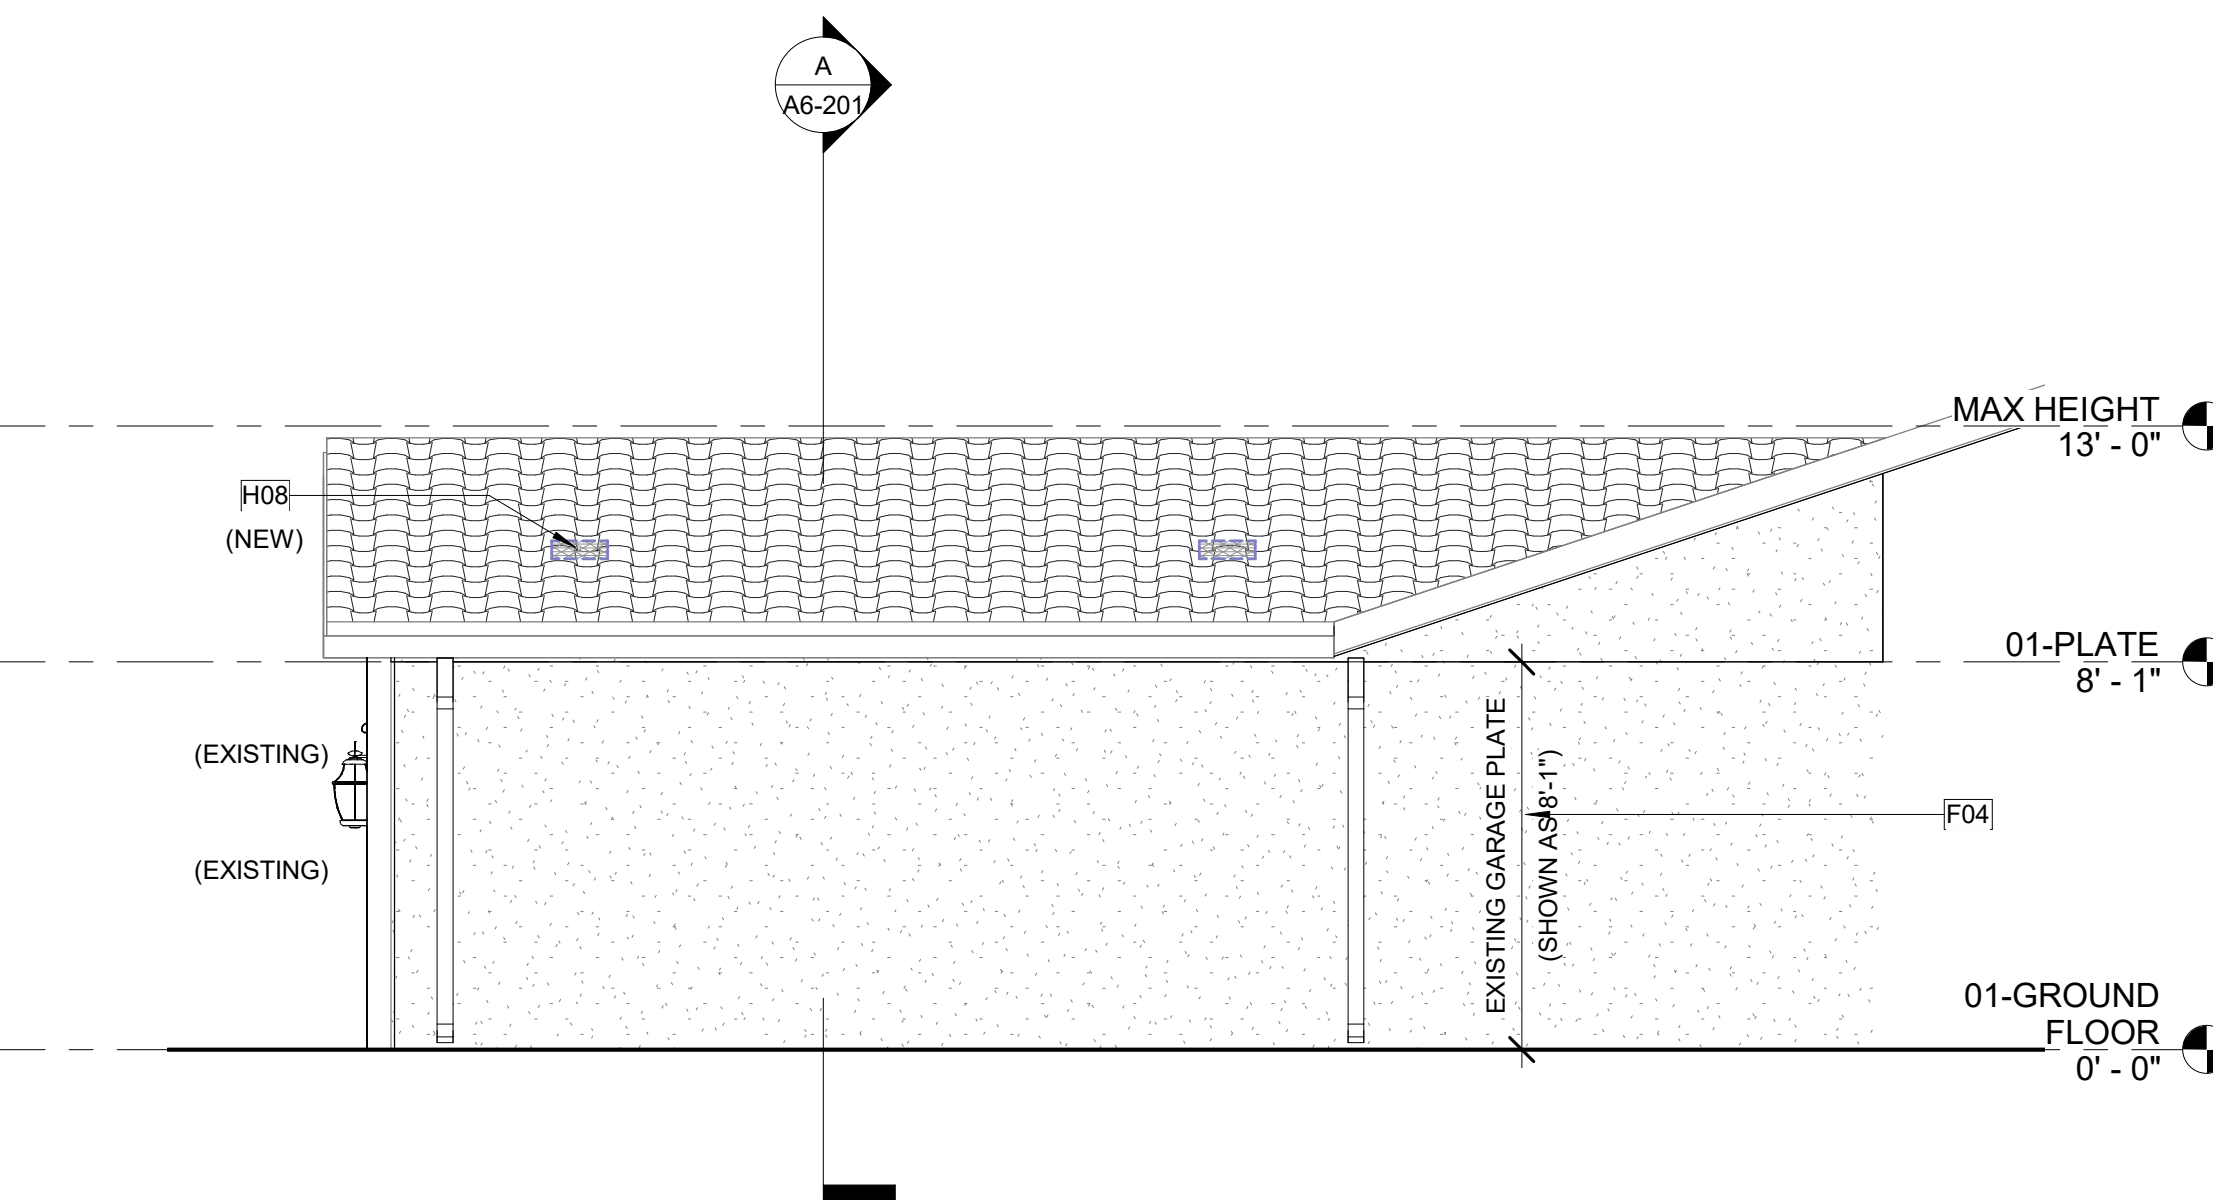 A
A6-201
MAX HEIGHT
13' - 0"
H08
(NEW)
01-PLATE
8' - 1"
(EXISTING)
EXISTING GARAGE PLATE
(SHOWN AS 8'-1")
F04
(EXISTING)
01-GROUND
FLOOR
0' - 0"